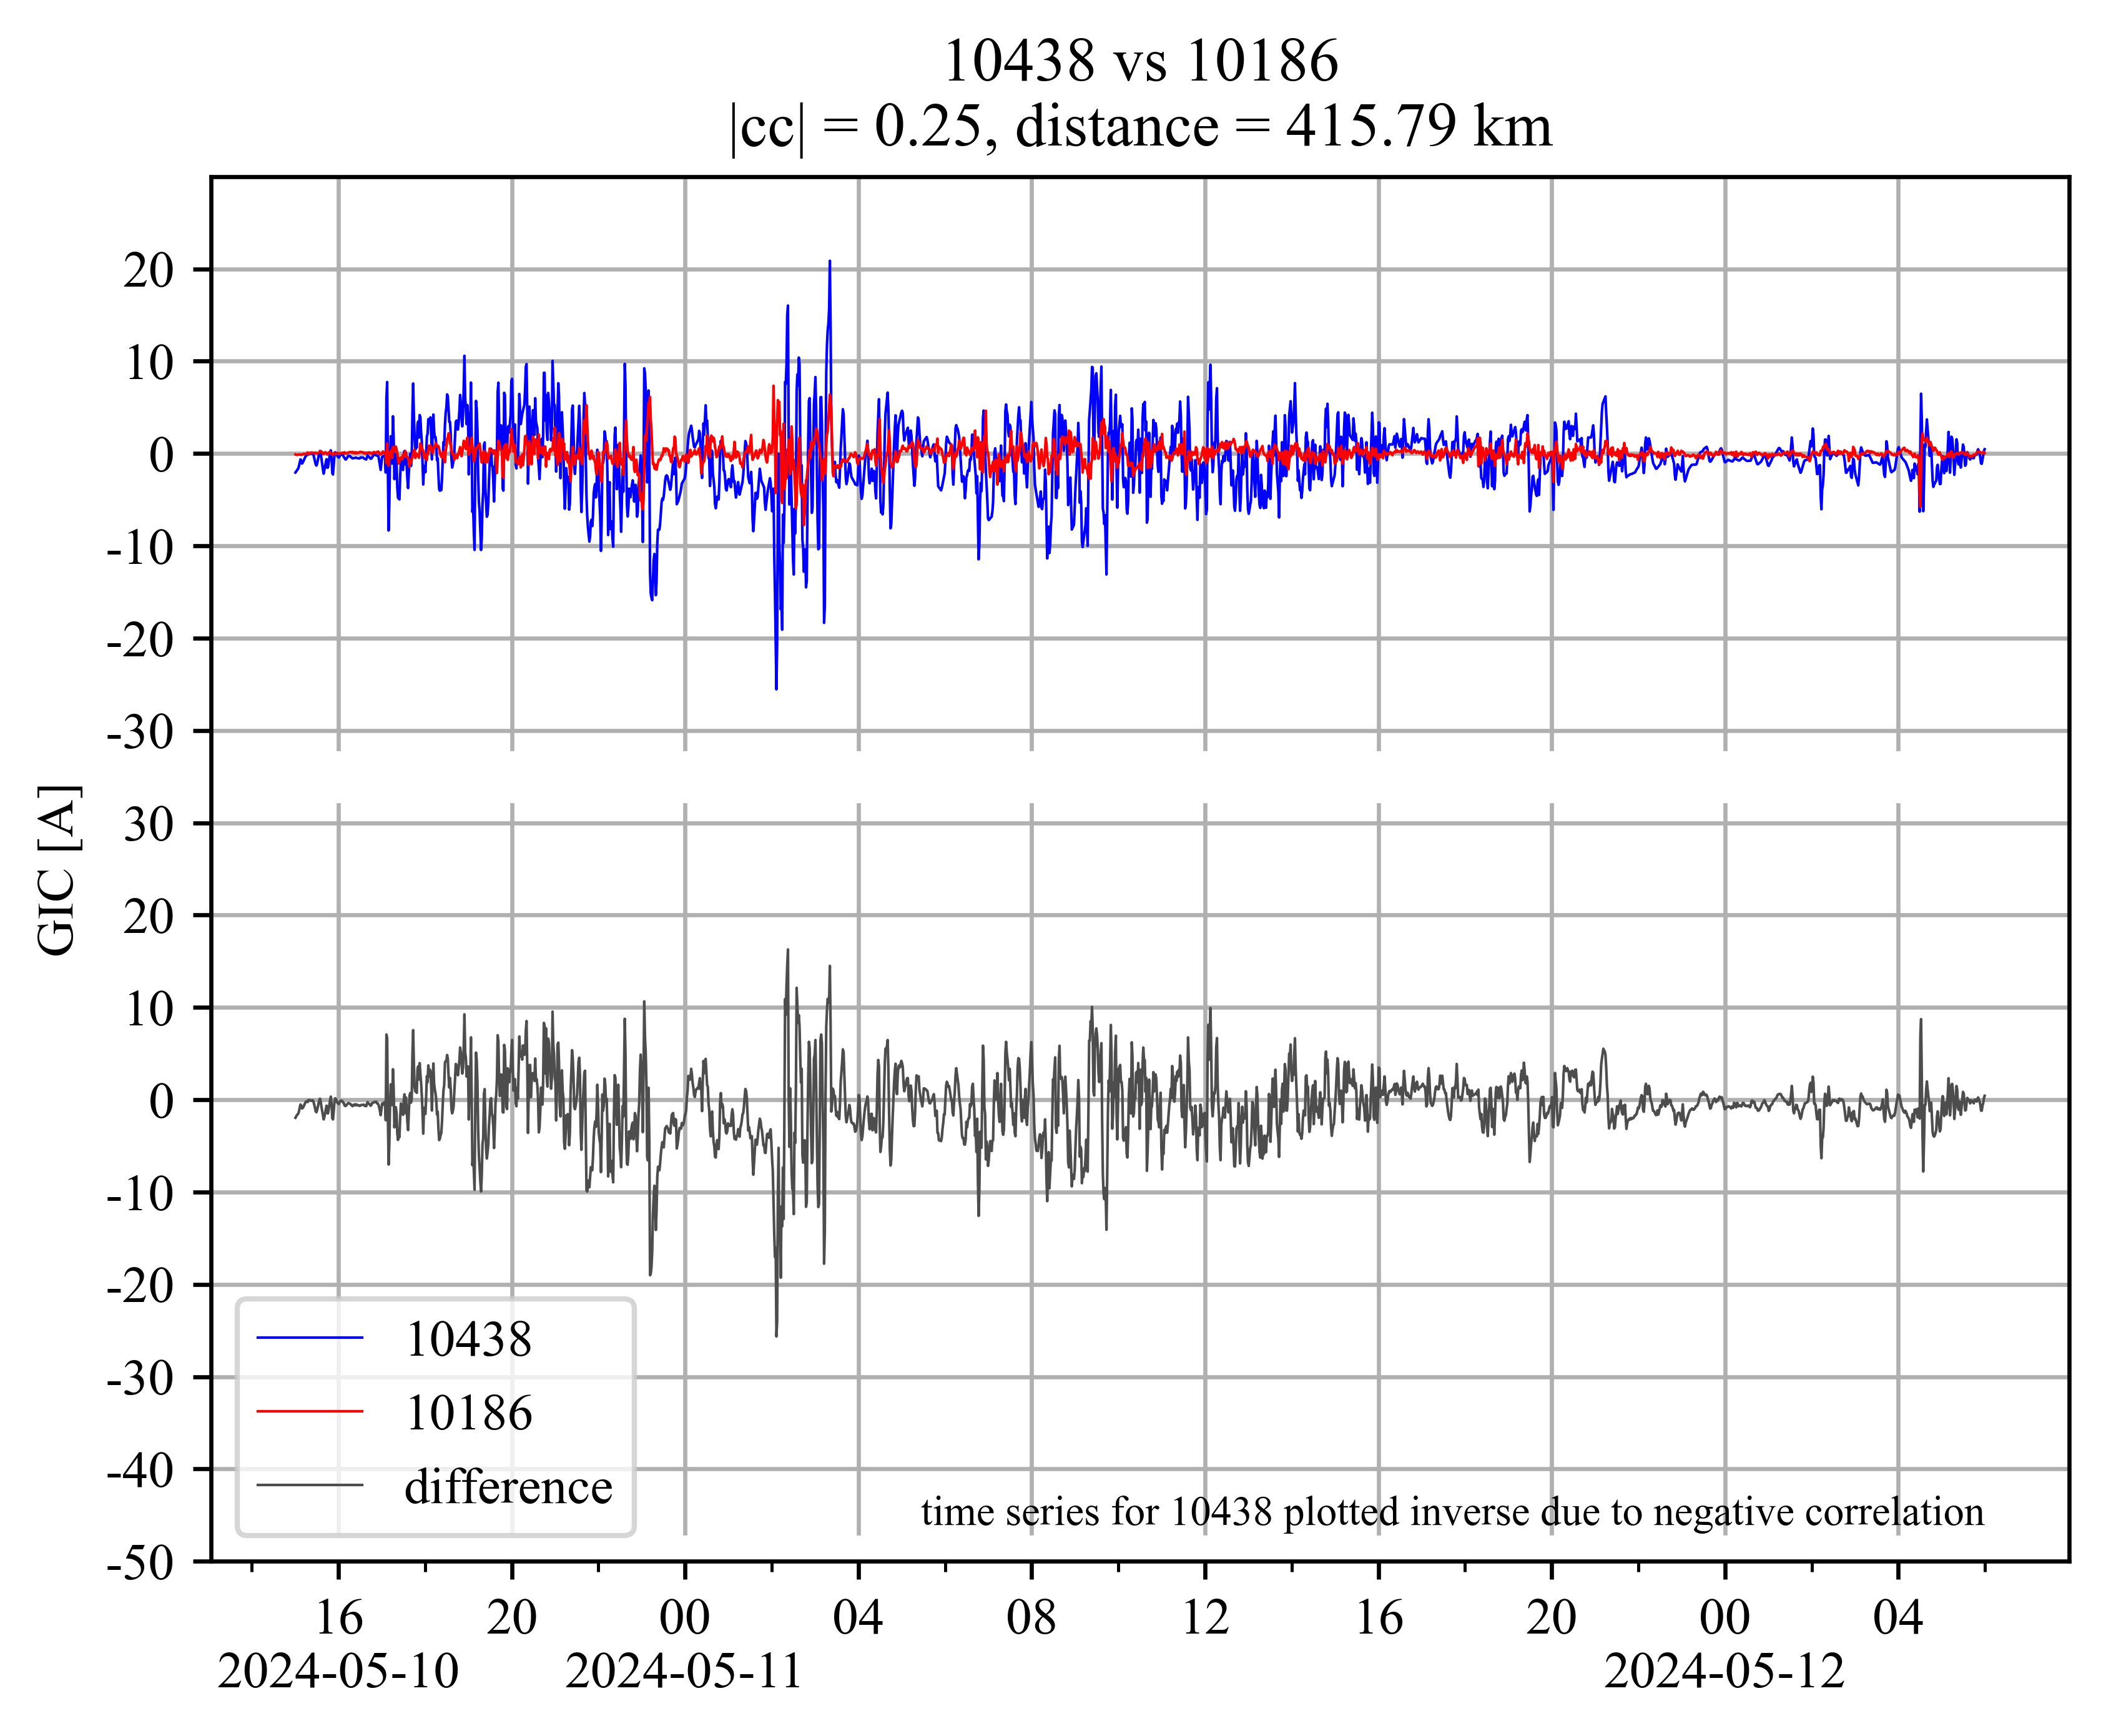 10438 vs 10186
|cc| = 0.25, distance = 415.79 km
20
10
0
-10
-20
-30
30
20
10
0
-10
-20
-30
-40
-50
GIC [A]
10438
10186
difference
time series for 10438 plotted inverse due to negative correlation
16 20 00 04 08 12 16 20 00 04
2024-05-10 2024-05-11 2024-05-12